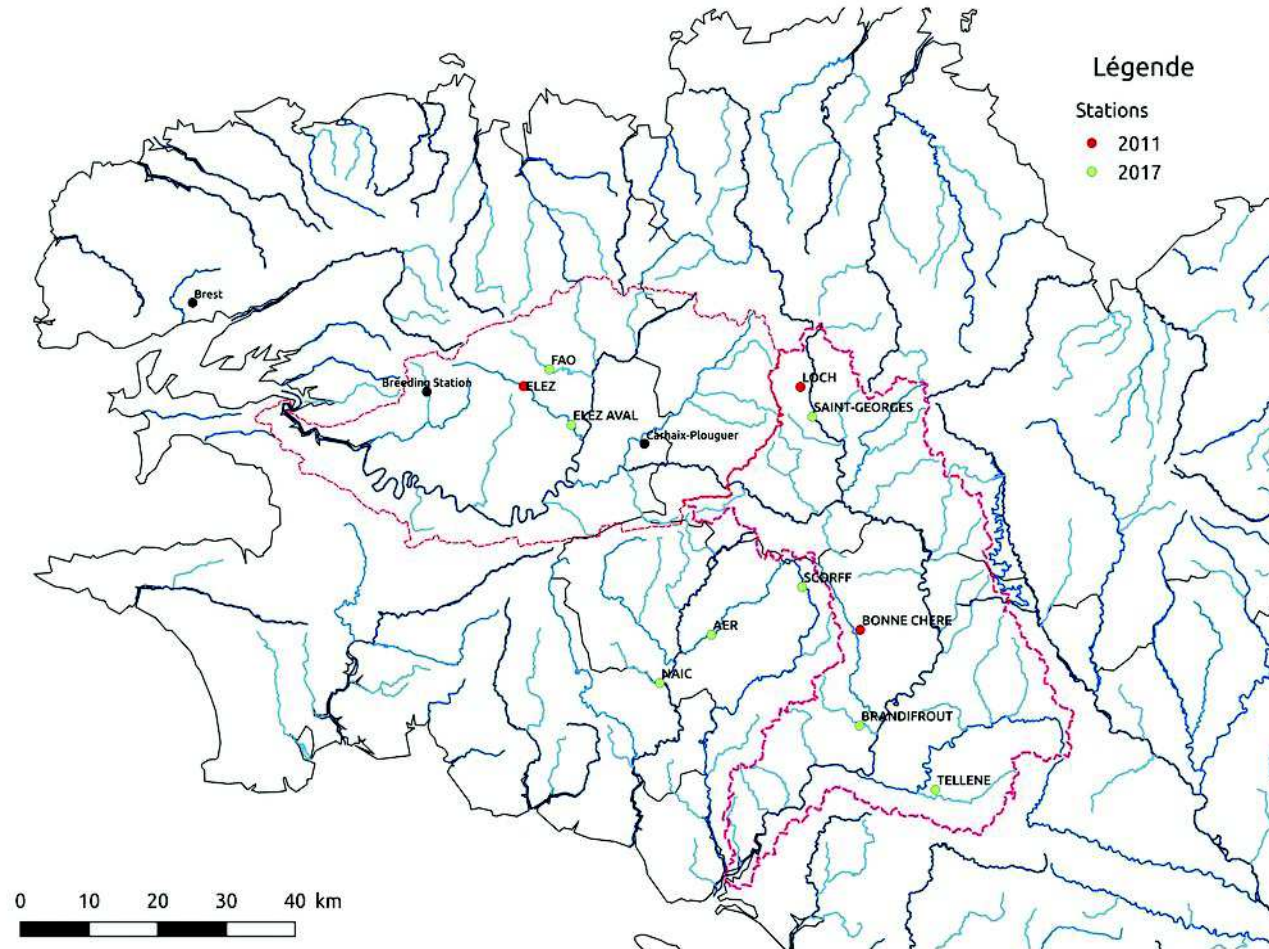 Légende
Stations
2011
2017
Brest
FAO
Breeding Station
ELEZ
LOCH
ELEZ AVAL
SAINT-GEORGES
Carhaix-Plouguer
SCORFF
AER
BONNE CHERE
NAIC
BRANDIFROUT
TELLENE
0 10 20 30 40 km